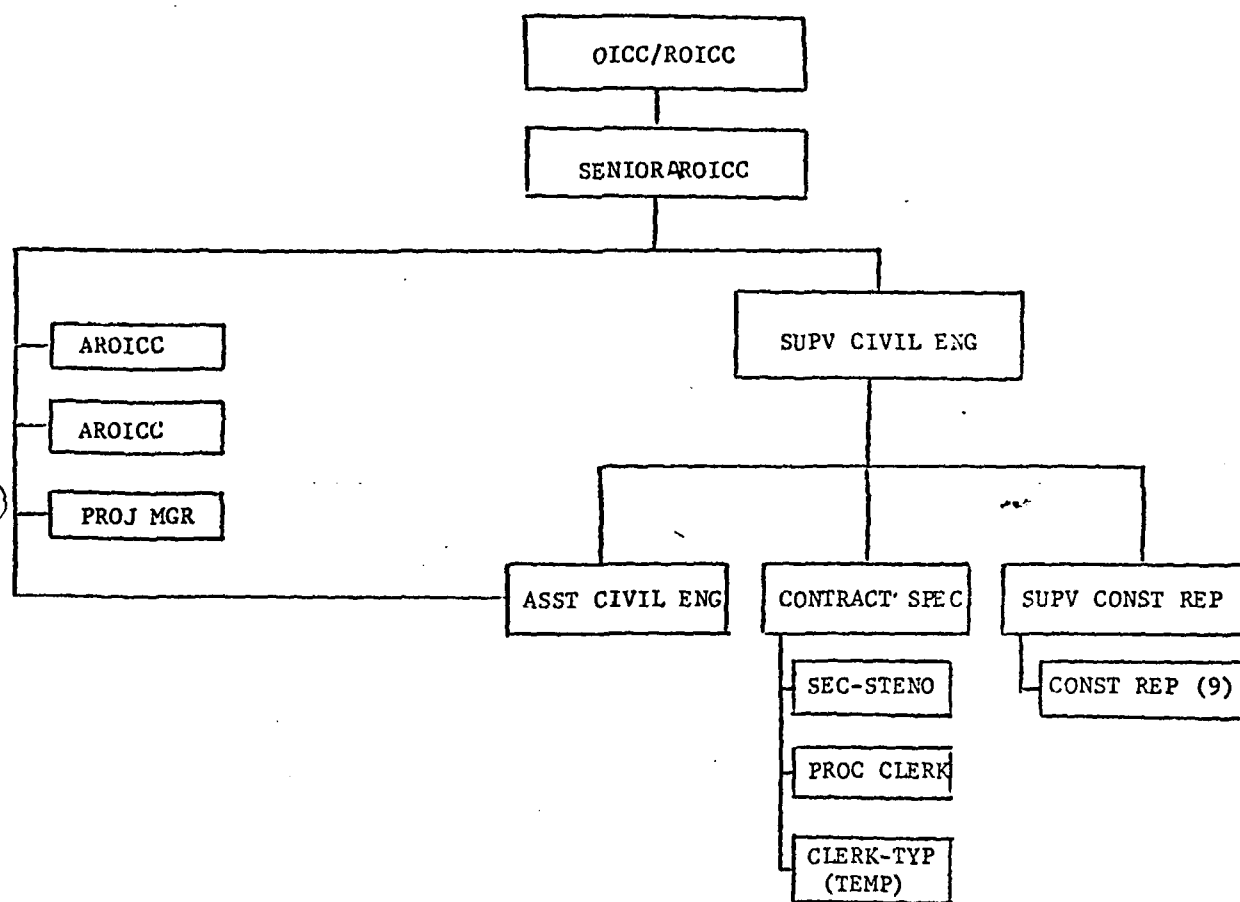 OICC/ROICC
SENIOR AROICC
SUPV CIVIL ENG
AROICC
AROICC
PROJ MGR
ASST CIVIL ENG
CONTRACT SPEC
SUPV CONST REP
SEC-STENO
CONST REP (9)
PROC CLERK
CLERK-TYP
(TEMP)